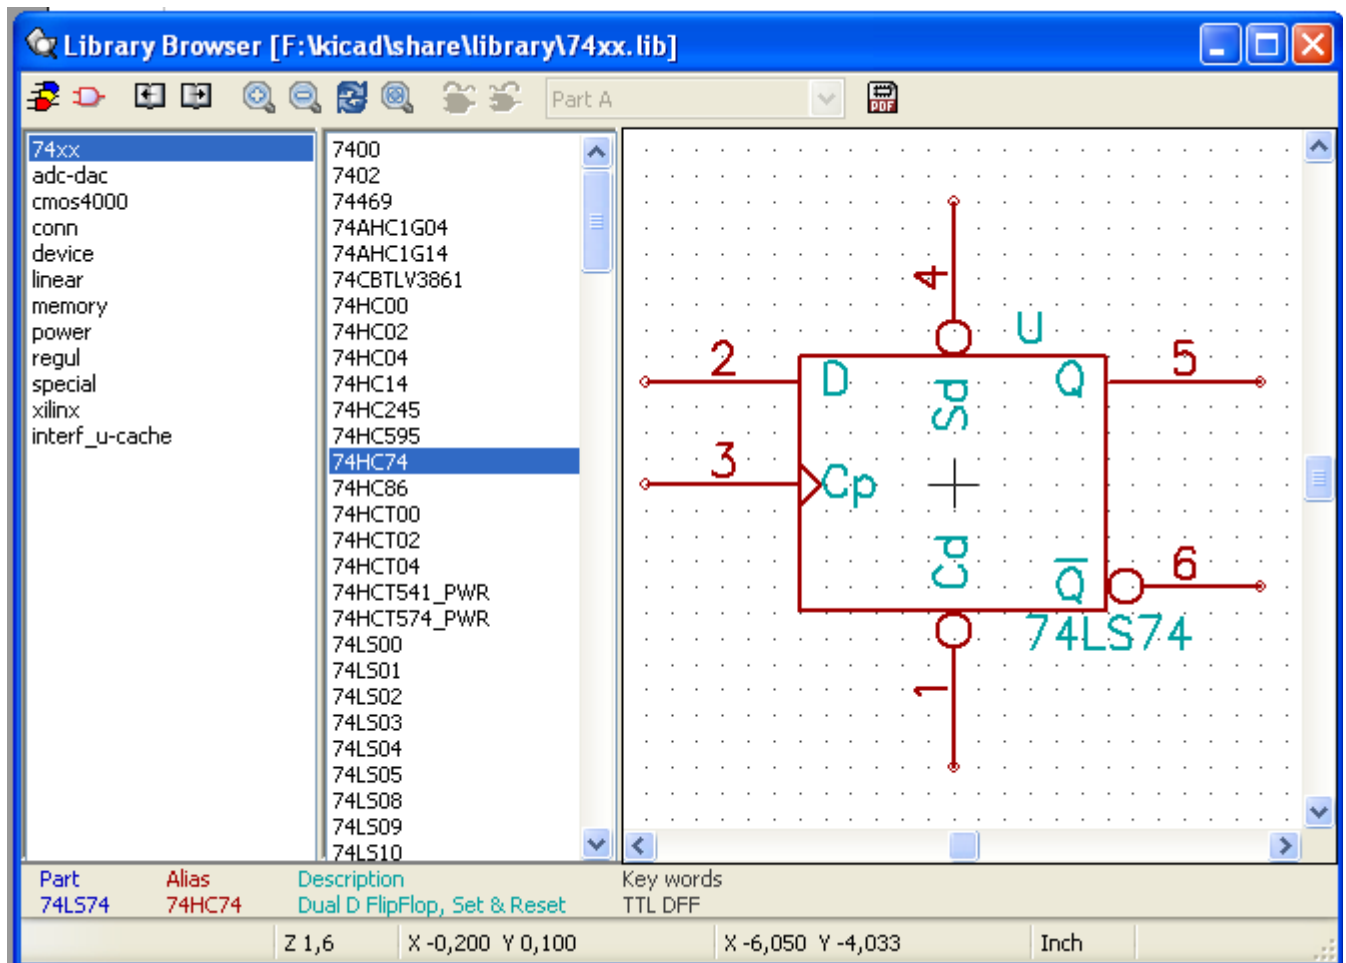 Library Browser [F:\kicad\share\library\74xx.lib]
Part A
PDF
74xx
adc-dac
cmos4000
conn
device
linear
memory
power
regul
special
xilinx
interf_u-cache
7400
7402
74469
74AHC1G04
74AHC1G14
74CBTLV3861
74HC00
74HC02
74HC04
74HC14
74HC245
74HC595
74HC74
74HC86
74HCT00
74HCT02
74HCT04
74HCT541_PWR
74HCT574_PWR
74LS00
74LS01
74LS02
74LS03
74LS04
74LS05
74LS08
74LS09
74LS10
4
U
2 D Sd Q 5
3 Cp
Cd Q̅ 6
74LS74
1
Part Alias Description Key words
74LS74 74HC74 Dual D FlipFlop, Set & Reset TTL DFF
Z 1,6 X -0,200 Y 0,100 X -6,050 Y -4,033 Inch